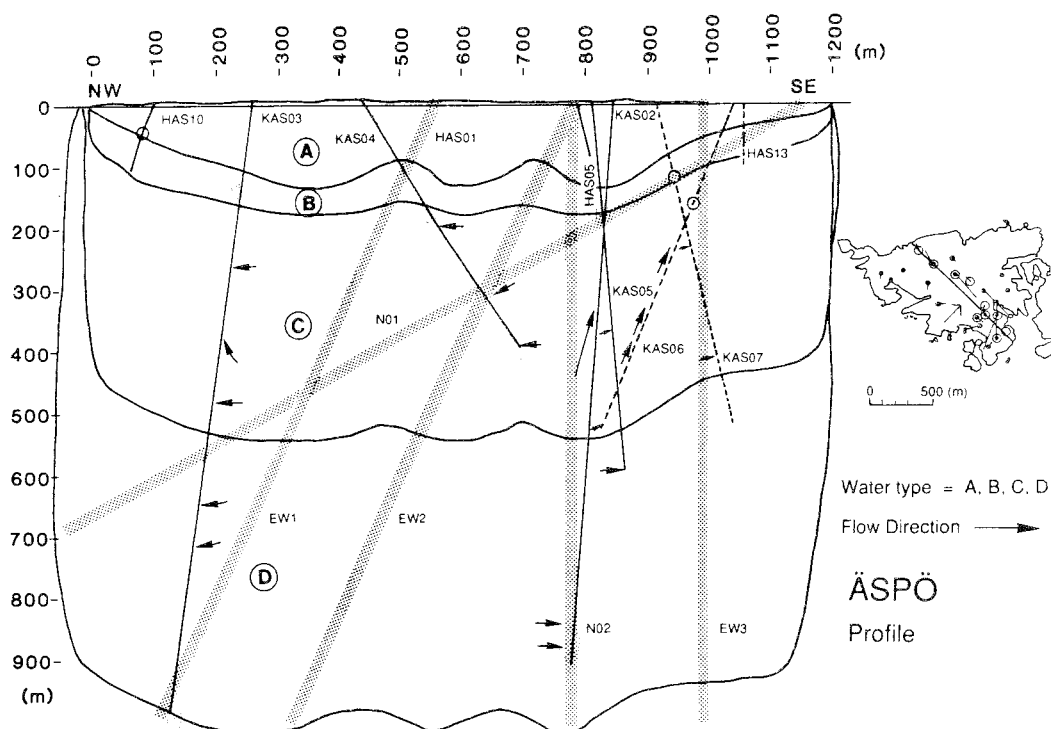 0 100 300 400 500 600 700 800 900 1000 1100 1200 (m)
NW SE
0
100
200
300
400
500
600
700
800
900
(m)
HAS10
KAS03
KAS04
HAS01
KAS02
HAS05
HAS13
A
B
C
N01
KAS05
KAS06
KAS07
EW1
EW2
D
N02
EW3
0 500 (m)
Water type = A, B, C, D
Flow Direction
ÄSPÖ
Profile